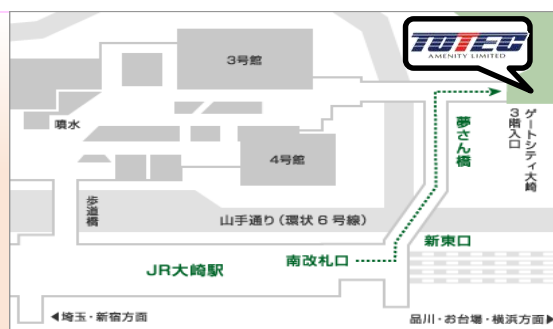 TOTEC
AMENITY LIMITED
3号館
噴水
4号館
夢さん橋
ゲートシティ大崎
3階入口
歩道橋
山手通り(環状6号線)
新東口
南改札口
JR大崎駅
◀埼玉・新宿方面
品川・お台場・横浜方面▶